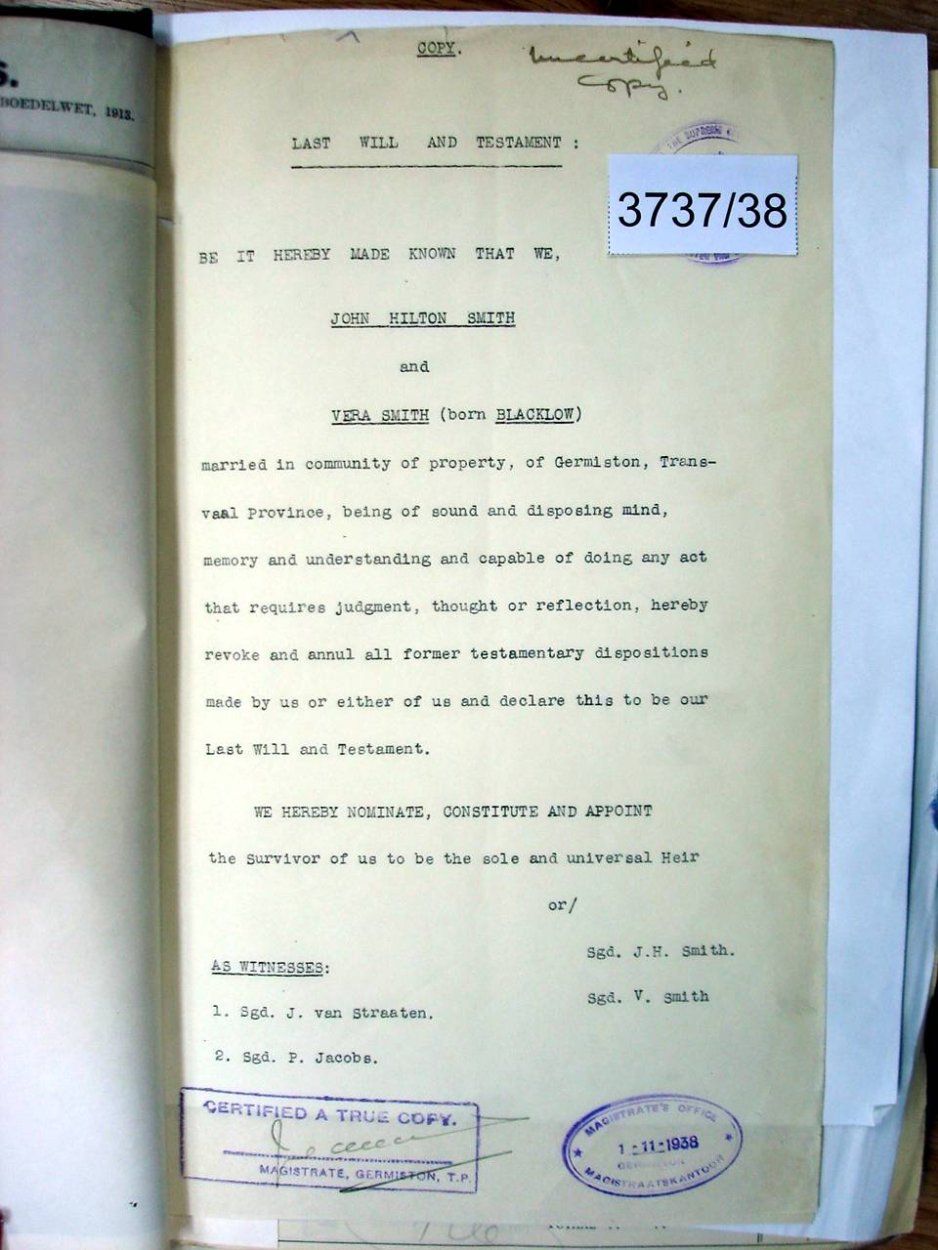 S.
BOEDELWET, 1913.
COPY.
Uncertified
Copy.
LAST WILL AND TESTAMENT :
THE SUPREME
3737/38
BE IT HEREBY MADE KNOWN THAT WE,
JOHN HILTON SMITH
and
VERA SMITH (born BLACKLOW)
married in community of property, of Germiston, Trans-
vaal Province, being of sound and disposing mind,
memory and understanding and capable of doing any act
that requires judgment, thought or reflection, hereby
revoke and annul all former testamentary dispositions
made by us or either of us and declare this to be our
Last Will and Testament.
WE HEREBY NOMINATE, CONSTITUTE AND APPOINT
the Survivor of us to be the sole and universal Heir
or/
Sgd. J.H. Smith.
AS WITNESSES:
Sgd. V. Smith
1. Sgd. J. van Straaten.
2. Sgd. P. Jacobs.
CERTIFIED A TRUE COPY.
MAGISTRATE, GERMISTON, T.P.
MAGISTRATE'S OFFICE
1-11-1938
GERMISTON
MAGISTRAATSKANTOOR